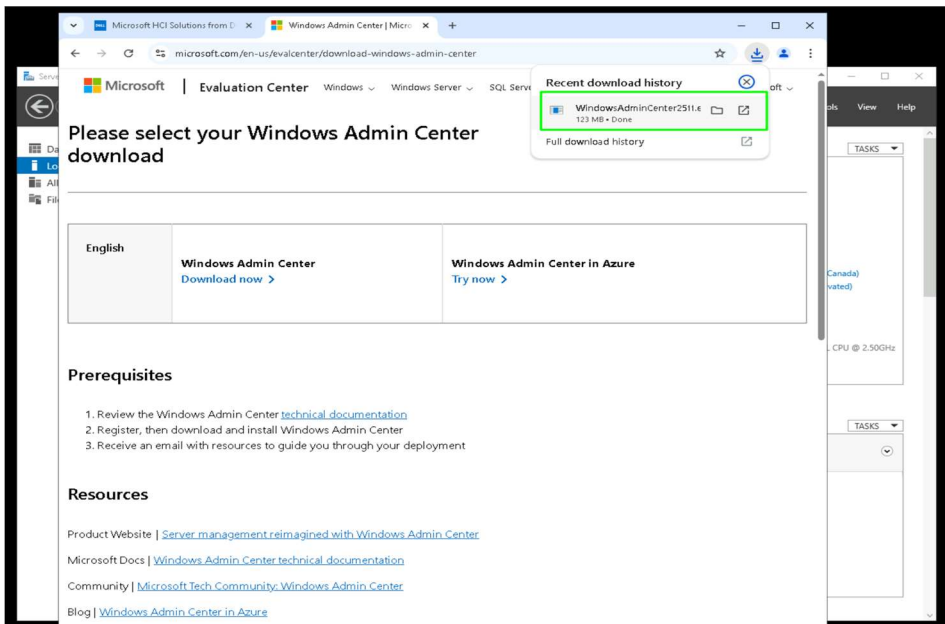 Microsoft HCI Solutions from D
Windows Admin Center | Micro
microsoft.com/en-us/evalcenter/download-windows-admin-center
Microsoft | Evaluation Center Windows Windows Server SQL Serve oft
Recent download history
WindowsAdminCenter2511.e
123 MB • Done
Full download history
Serve
ols View Help
Please select your Windows Admin Center
download
Da
Lo
All
Fil
TASKS
English
Windows Admin Center
Download now >
Windows Admin Center in Azure
Try now >
Canada)
vated)
CPU @ 2.50GHz
Prerequisites
1. Review the Windows Admin Center technical documentation
2. Register, then download and install Windows Admin Center
3. Receive an email with resources to guide you through your deployment
TASKS
Resources
Product Website | Server management reimagined with Windows Admin Center
Microsoft Docs | Windows Admin Center technical documentation
Community | Microsoft Tech Community: Windows Admin Center
Blog | Windows Admin Center in Azure